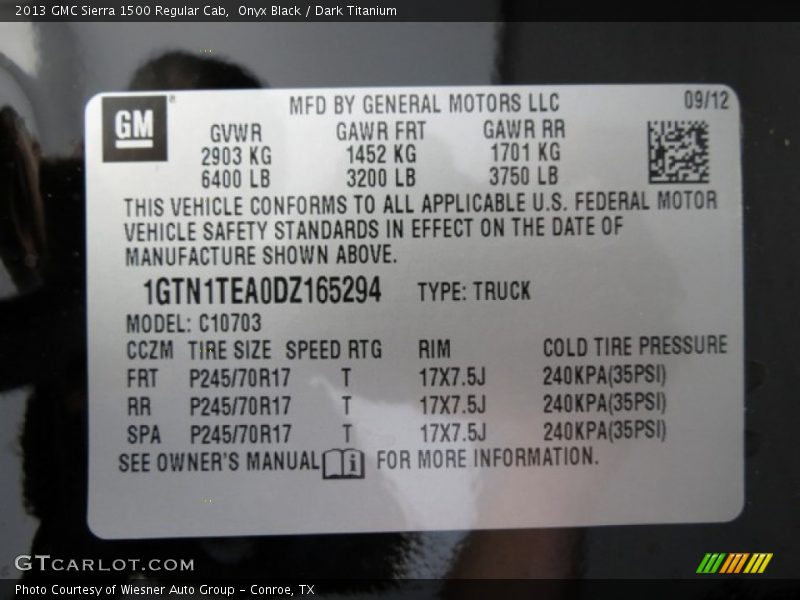 2013 GMC Sierra 1500 Regular Cab,  Onyx Black / Dark Titanium
GM ®
MFD BY GENERAL MOTORS LLC 09/12
GVWR GAWR FRT GAWR RR
2903 KG 1452 KG 1701 KG
6400 LB 3200 LB 3750 LB
THIS VEHICLE CONFORMS TO ALL APPLICABLE U.S. FEDERAL MOTOR
VEHICLE SAFETY STANDARDS IN EFFECT ON THE DATE OF
MANUFACTURE SHOWN ABOVE.
1GTN1TEA0DZ165294 TYPE: TRUCK
MODEL: C10703
CCZM TIRE SIZE SPEED RTG RIM COLD TIRE PRESSURE
FRT P245/70R17 T 17X7.5J 240KPA(35PSI)
RR P245/70R17 T 17X7.5J 240KPA(35PSI)
SPA P245/70R17 T 17X7.5J 240KPA(35PSI)
SEE OWNER'S MANUAL i FOR MORE INFORMATION.
GTCARLOT.COM
Photo Courtesy of Wiesner Auto Group - Conroe, TX